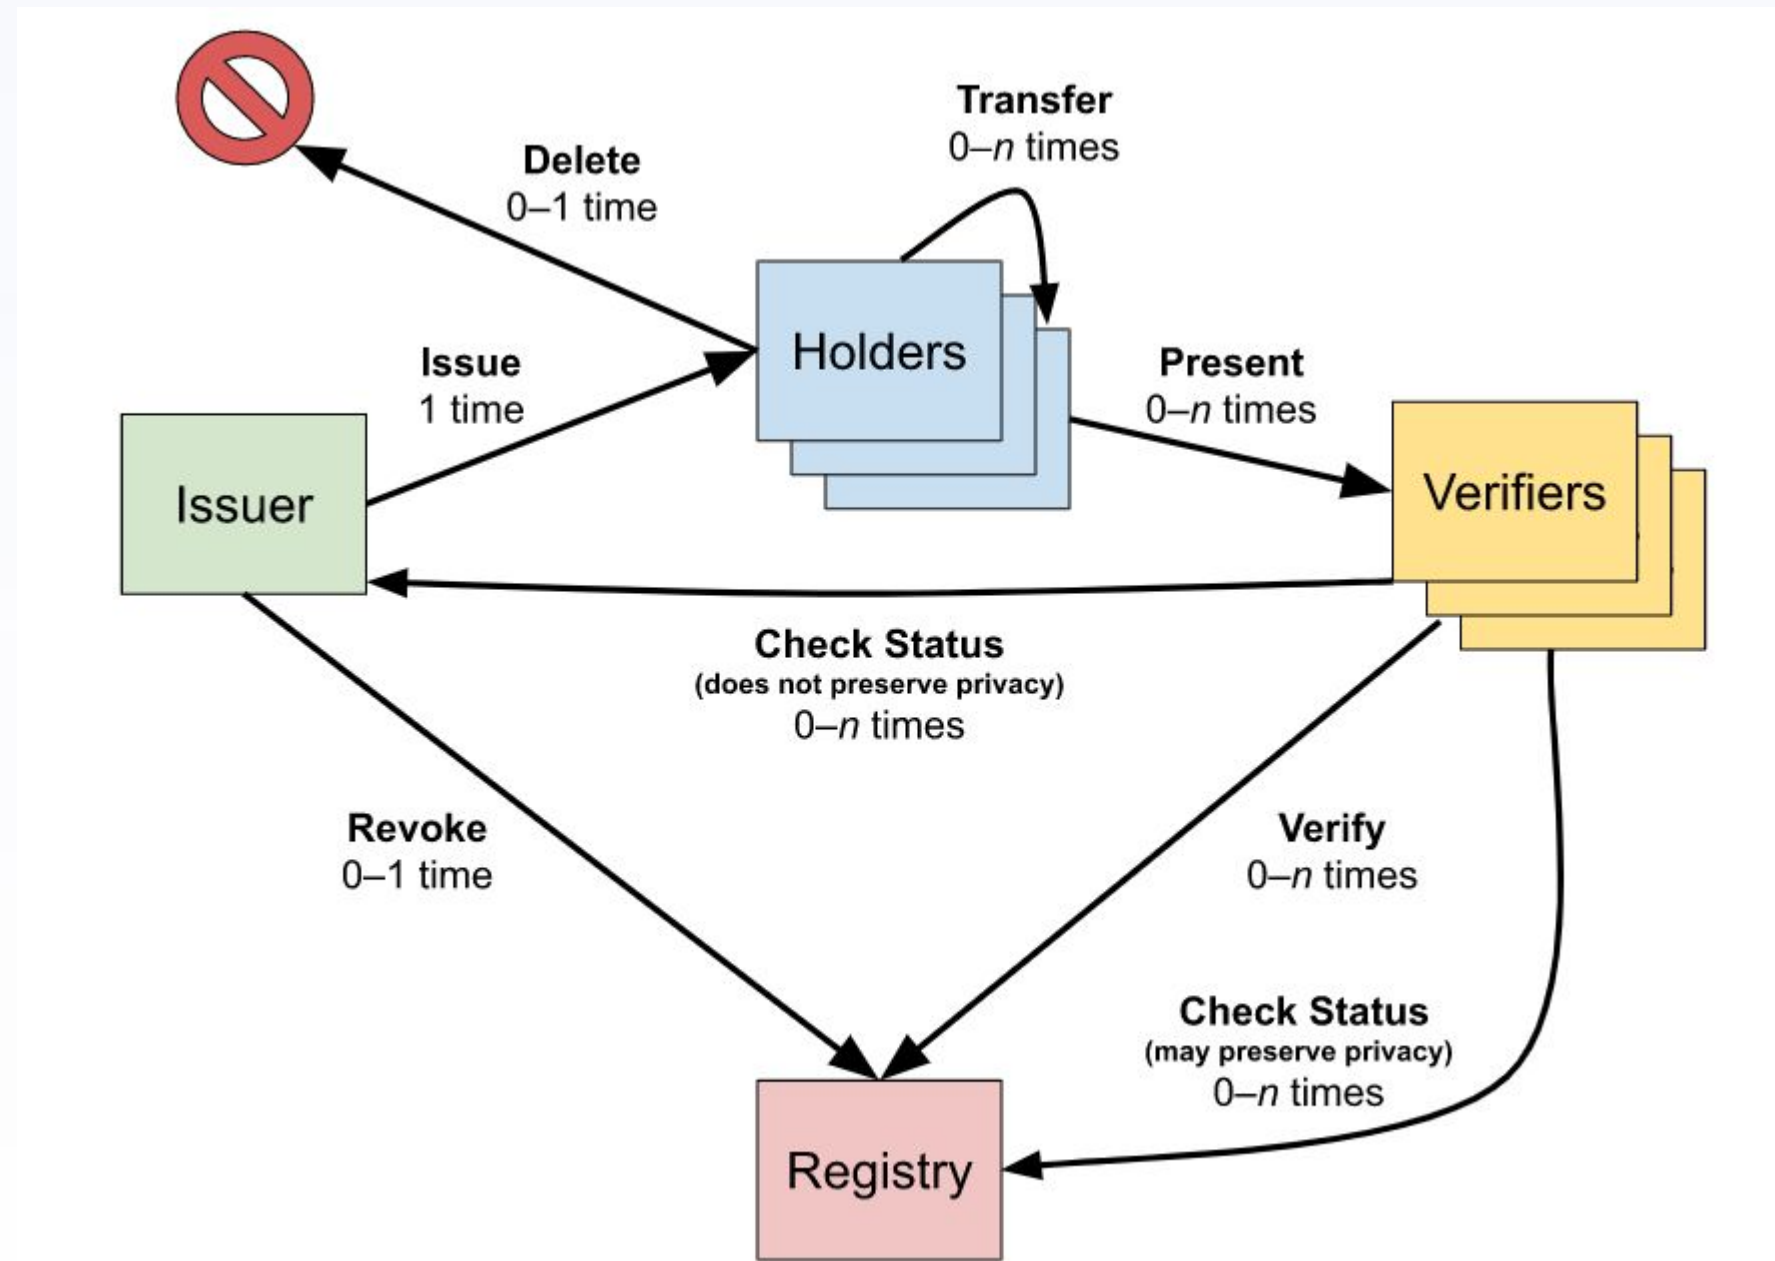 Transfer
0–n times
Delete
0–1 time
Holders
Issue
1 time
Present
0–n times
Issuer
Verifiers
Check Status
(does not preserve privacy)
0–n times
Revoke
0–1 time
Verify
0–n times
Check Status
(may preserve privacy)
0–n times
Registry